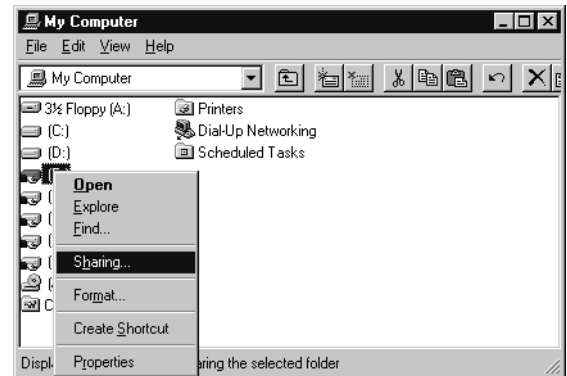 My Computer
File Edit View Help
My Computer
3½ Floppy (A:)
(C:)
(D:)
Printers
Dial-Up Networking
Scheduled Tasks
Open
Explore
Find...
Sharing...
Format...
Create Shortcut
Properties
aring the selected folder